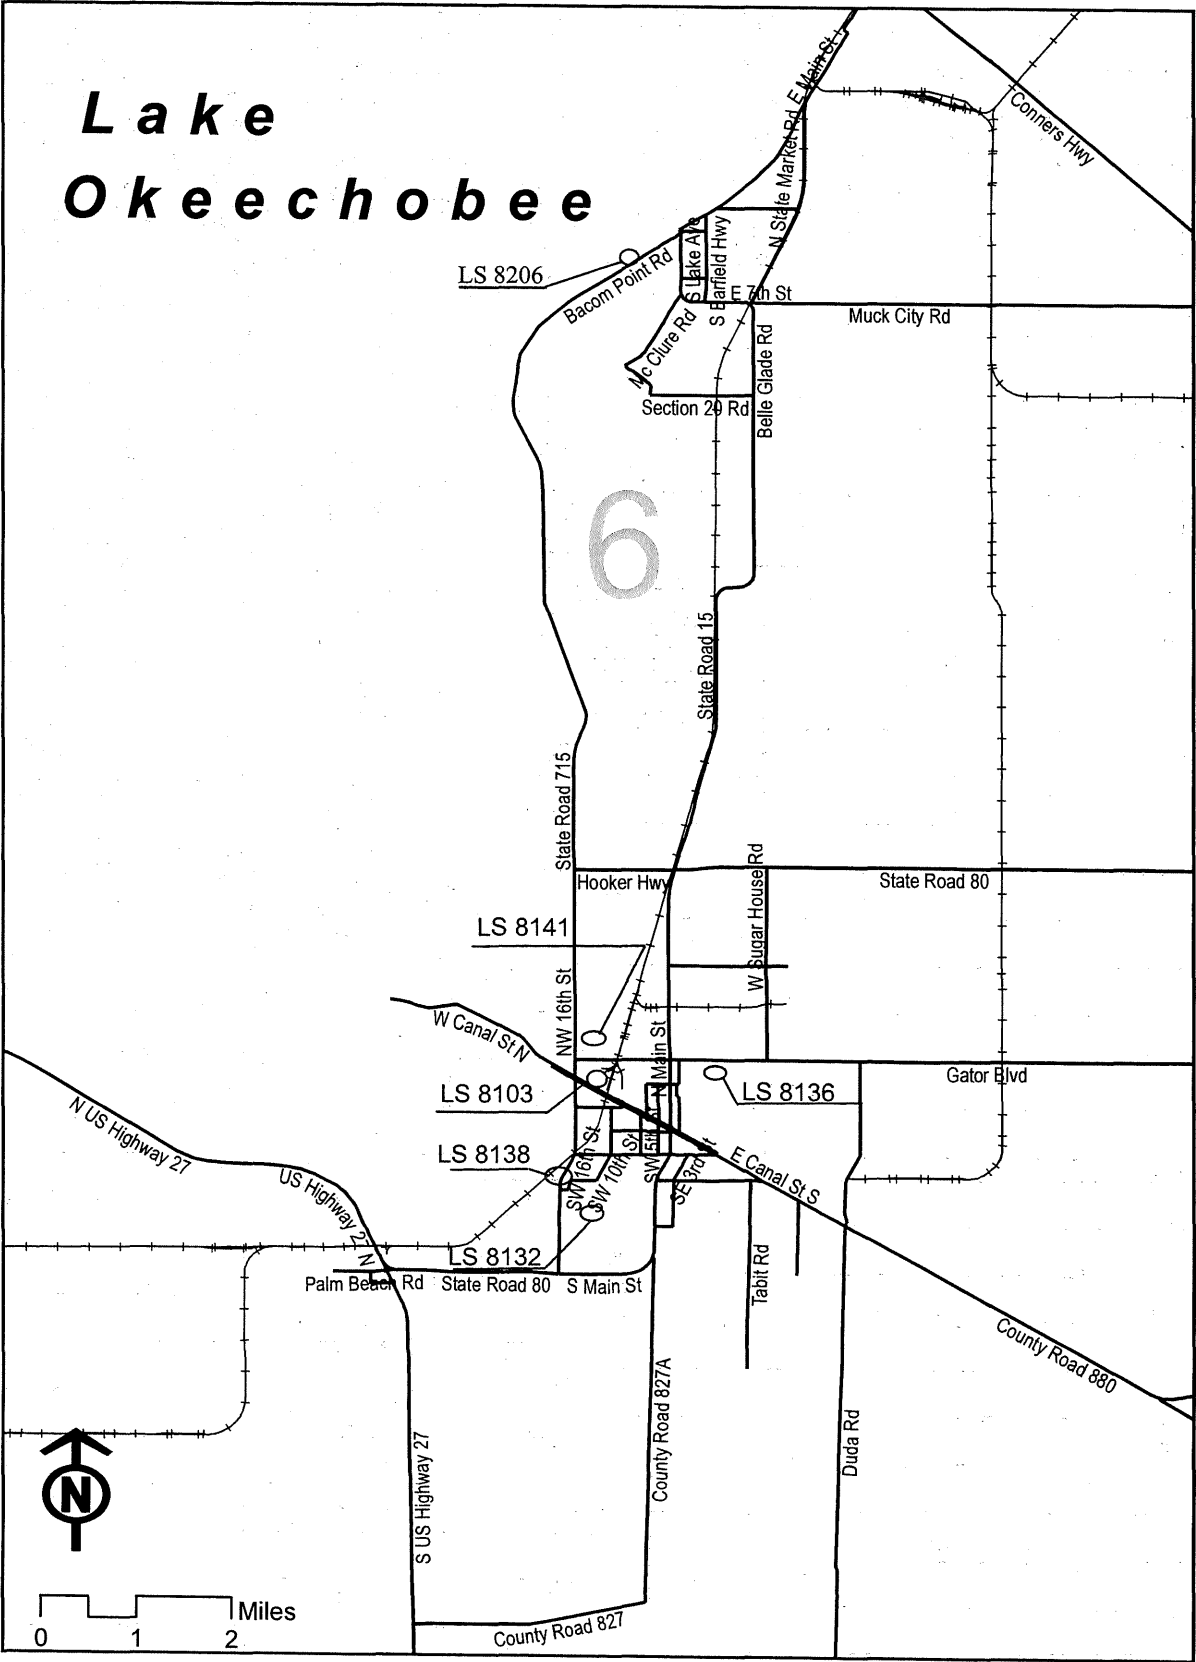 Lake
Okeechobee
E Main St
Conners Hwy
N State Market Rd
S Lake Ave
S Barfield Hwy
LS 8206
Bacom Point Rd
E 7th St
Muck City Rd
Mc Clure Rd
Belle Glade Rd
Section 20 Rd
6
State Road 15
State Road 715
Hooker Hwy
State Road 80
W Sugar House Rd
LS 8141
NW 16th St
W Canal St N
N Main St
Gator Blvd
LS 8103
LS 8136
N US Highway 27
SW 16th St
SW 10th St
SW 5th St
SE 3rd St
LS 8138
E Canal St S
US Highway 27 N
LS 8132
Palm Beach Rd
State Road 80
S Main St
Tabit Rd
County Road 880
County Road 827A
Duda Rd
S US Highway 27
N
Miles
0 1 2
County Road 827